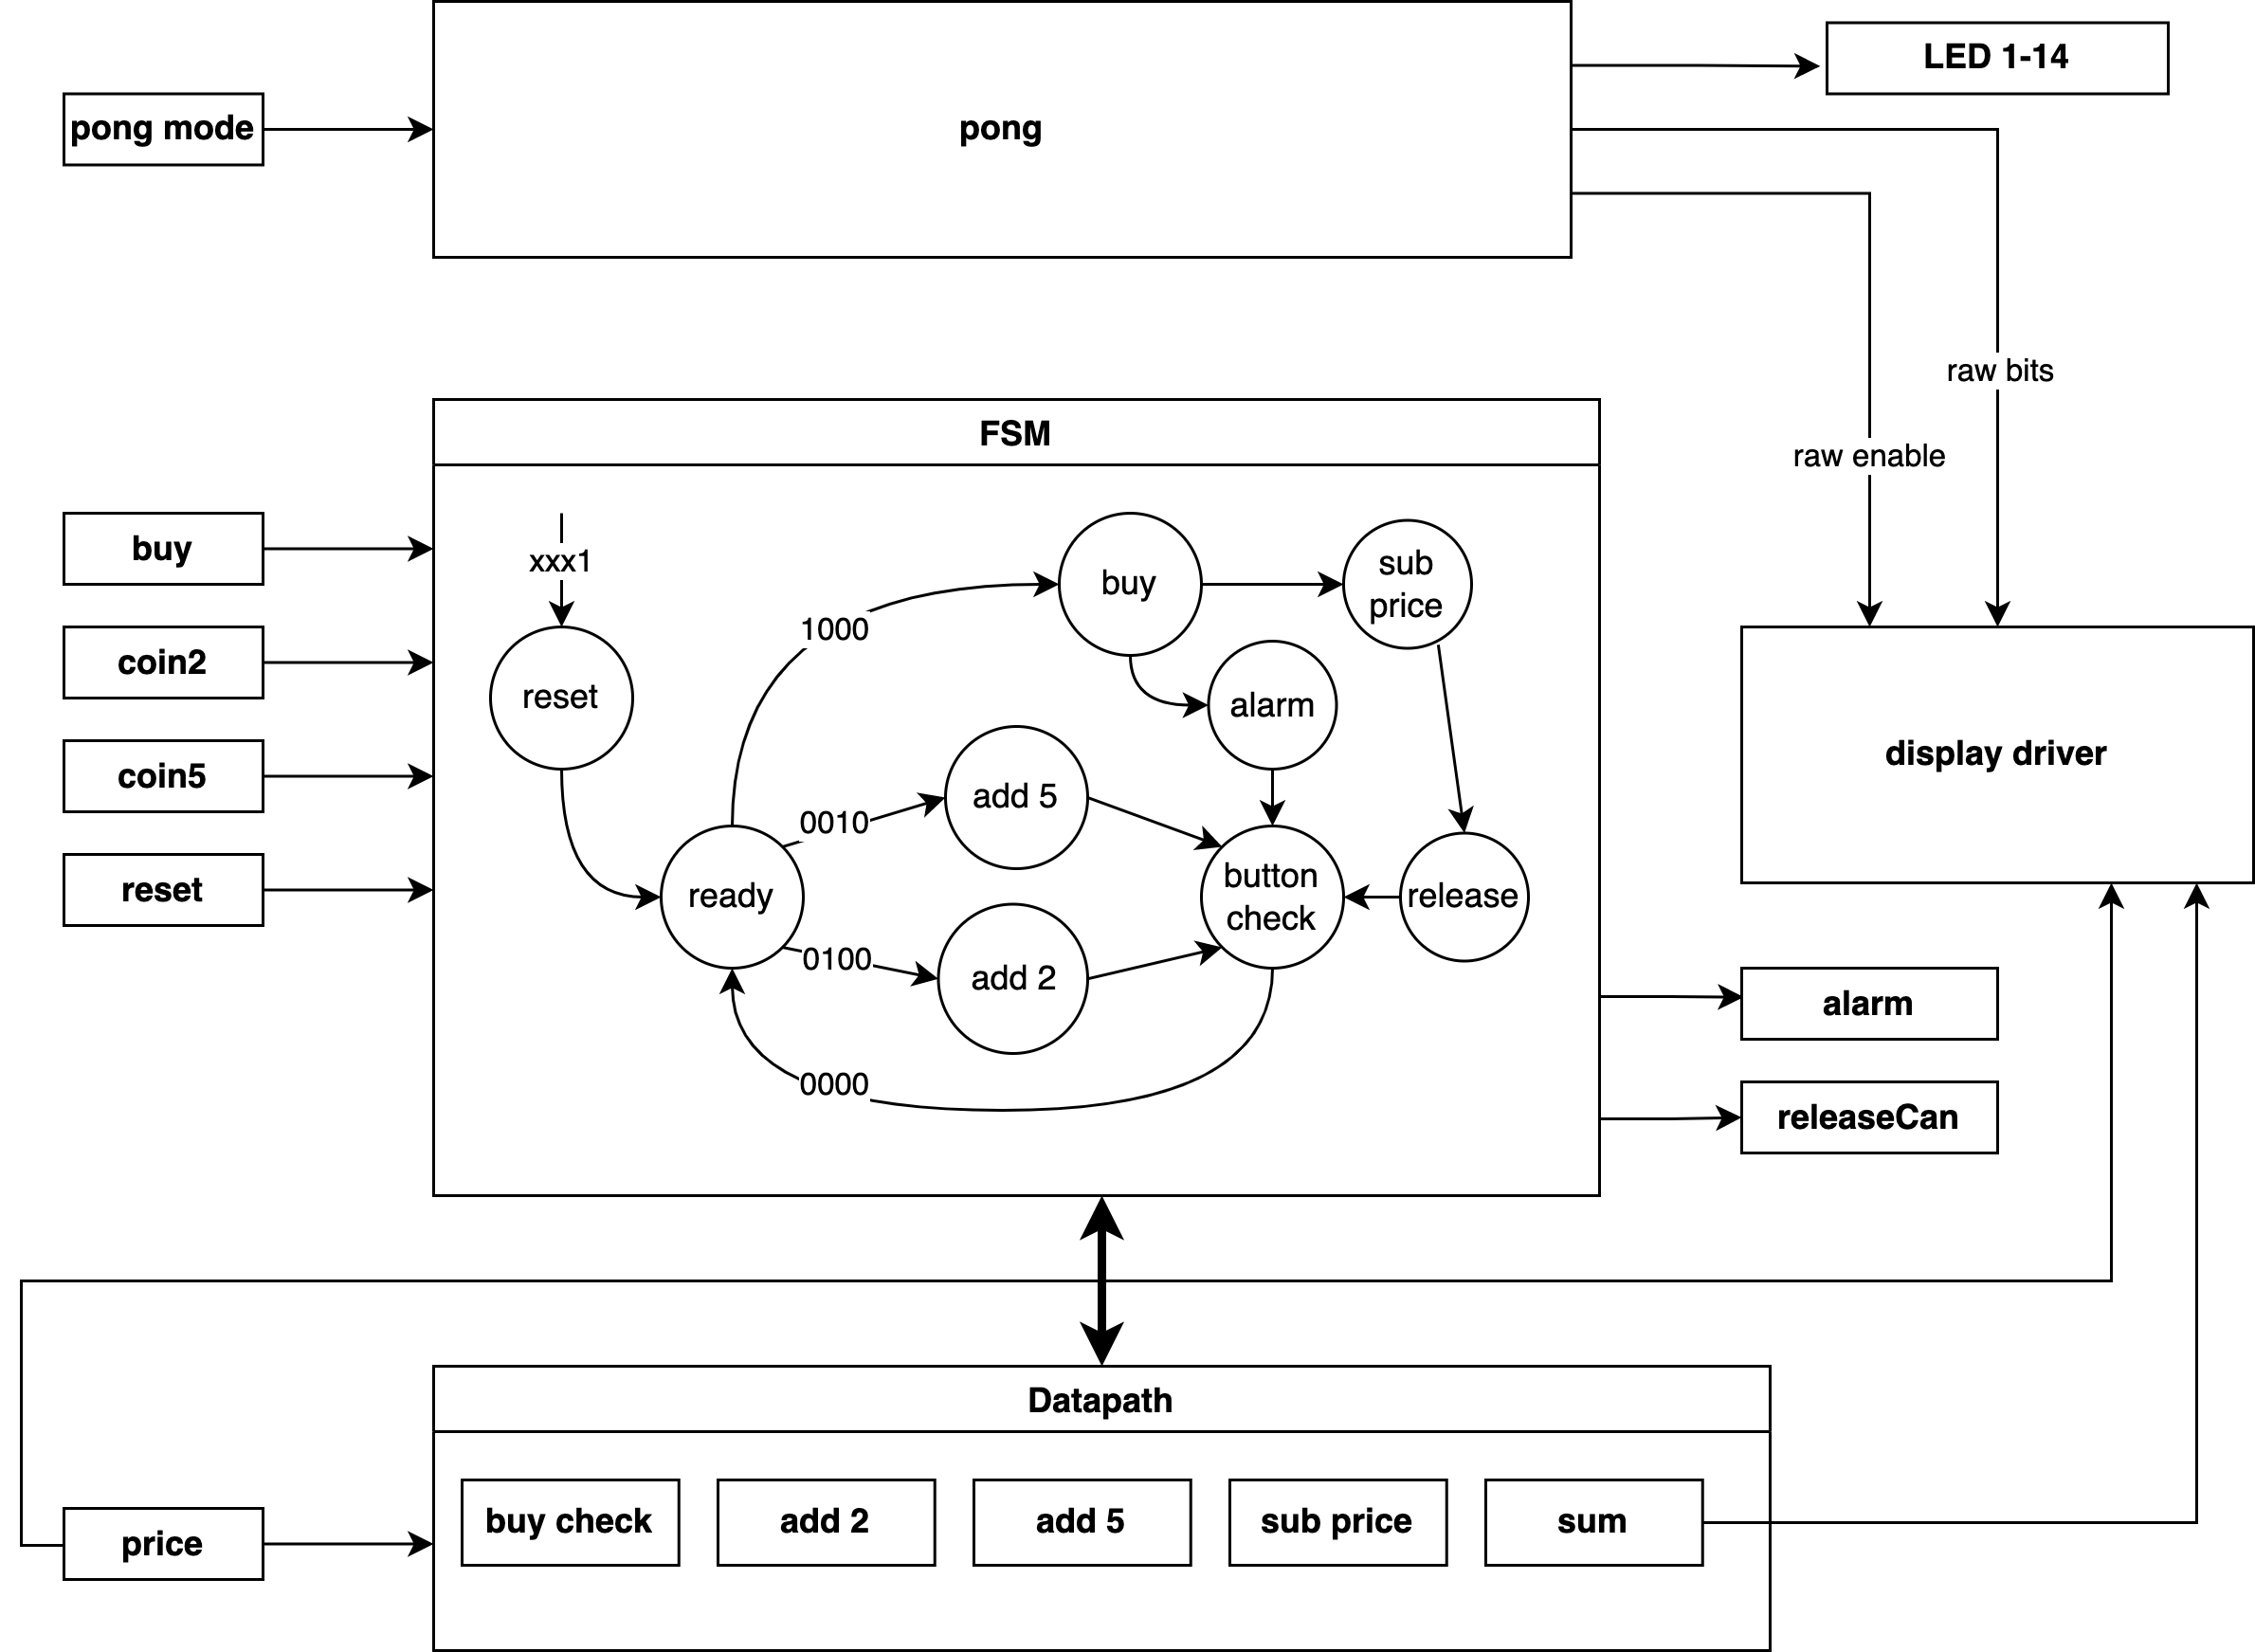 LED 1-14
pong mode
pong
raw bits
FSM
raw enable
buy
xxx1
buy
sub
price
1000
coin2
reset
alarm
coin5
add 5
display driver
0010
reset
ready
button
check
release
0100
add 2
alarm
0000
releaseCan
Datapath
buy check
add 2
add 5
sub price
sum
price